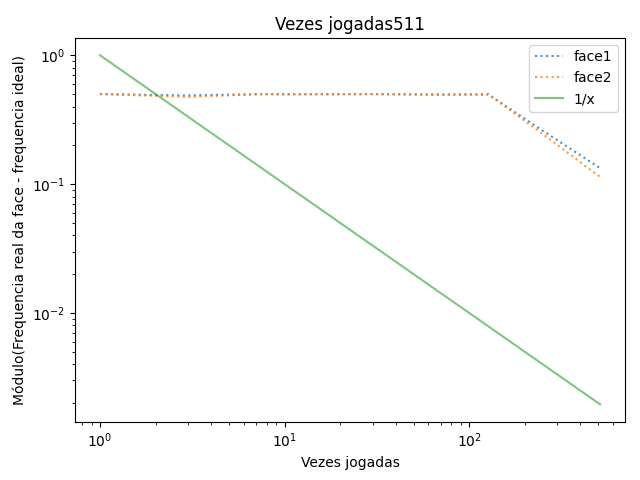 Vezes jogadas511
Módulo(Frequencia real da face - frequencia ideal)
10⁰
10⁻¹
10⁻²
face1
face2
1/x
10⁰ 10¹ 10²
Vezes jogadas